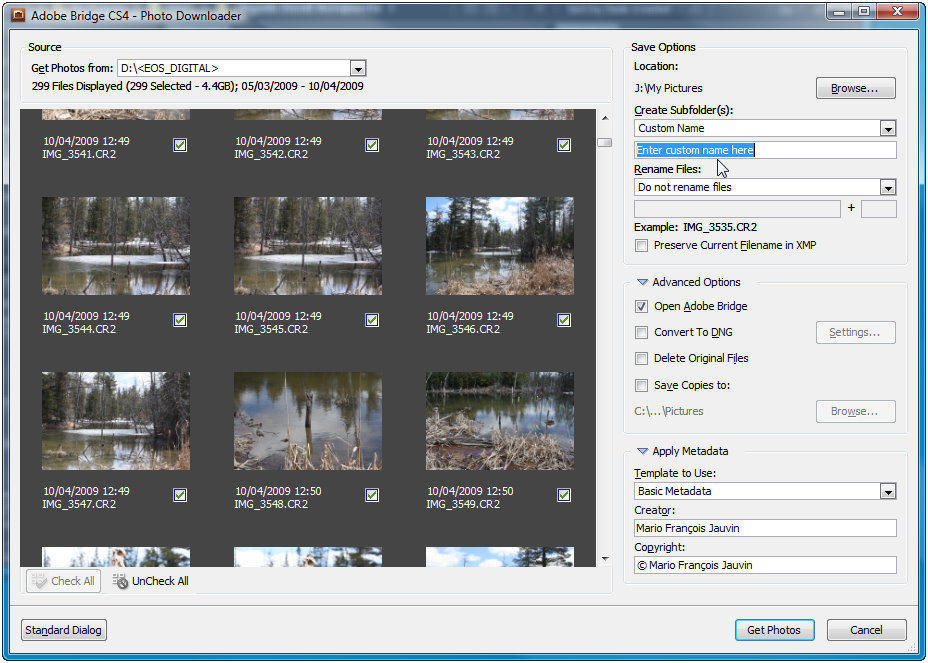 Adobe Bridge CS4 - Photo Downloader
Source
Get Photos from: D:\<EOS_DIGITAL>
299 Files Displayed (299 Selected - 4.4GB); 05/03/2009 - 10/04/2009
10/04/2009 12:49
IMG_3541.CR2
10/04/2009 12:49
IMG_3542.CR2
10/04/2009 12:49
IMG_3543.CR2
10/04/2009 12:49
IMG_3544.CR2
10/04/2009 12:49
IMG_3545.CR2
10/04/2009 12:49
IMG_3546.CR2
10/04/2009 12:49
IMG_3547.CR2
10/04/2009 12:50
IMG_3548.CR2
10/04/2009 12:50
IMG_3549.CR2
Check All
UnCheck All
Save Options
Location:
J:\My Pictures
Browse...
Create Subfolder(s):
Custom Name
Enter custom name here
Rename Files:
Do not rename files
+
Example: IMG_3535.CR2
Preserve Current Filename in XMP
Advanced Options
Open Adobe Bridge
Convert To DNG
Settings...
Delete Original Files
Save Copies to:
C:\...\Pictures
Browse...
Apply Metadata
Template to Use:
Basic Metadata
Creator:
Mario François Jauvin
Copyright:
© Mario François Jauvin
Standard Dialog
Get Photos
Cancel